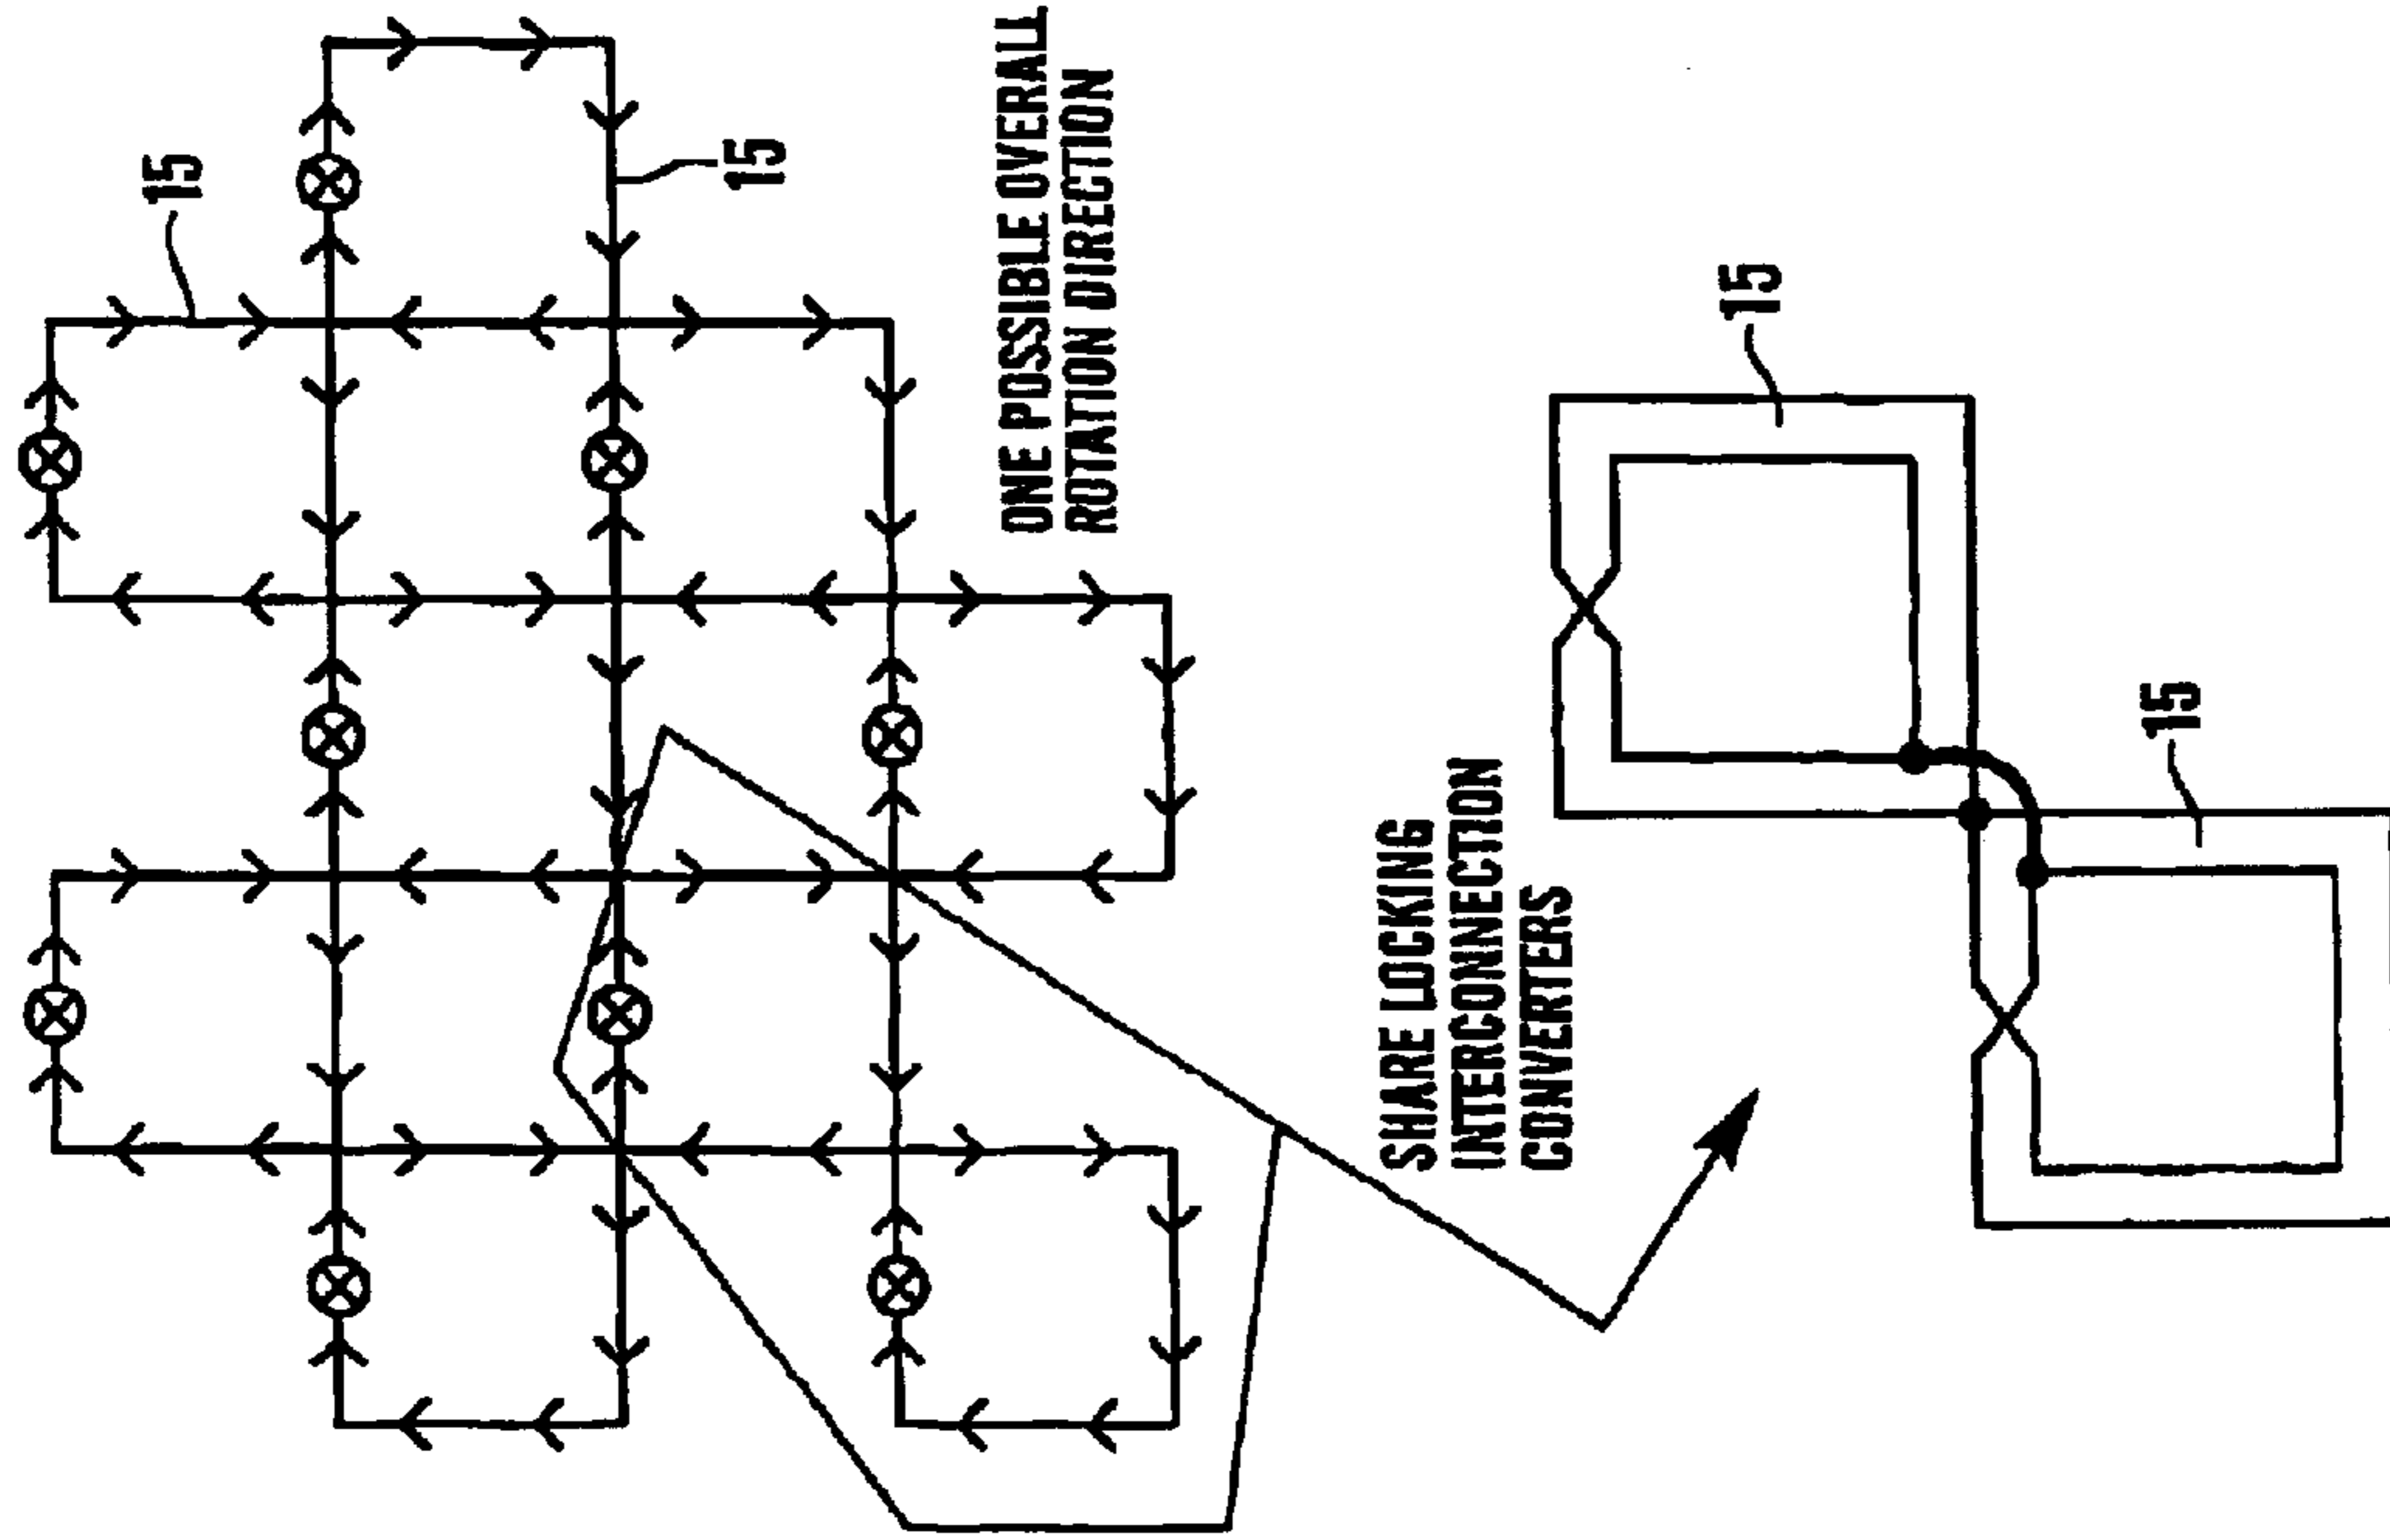 15
15
ONE POSSIBLE OVERALL
ROTATION DIRECTION
SHARE LOCKING
INTERCONNECTION
CONVERTERS
15
15